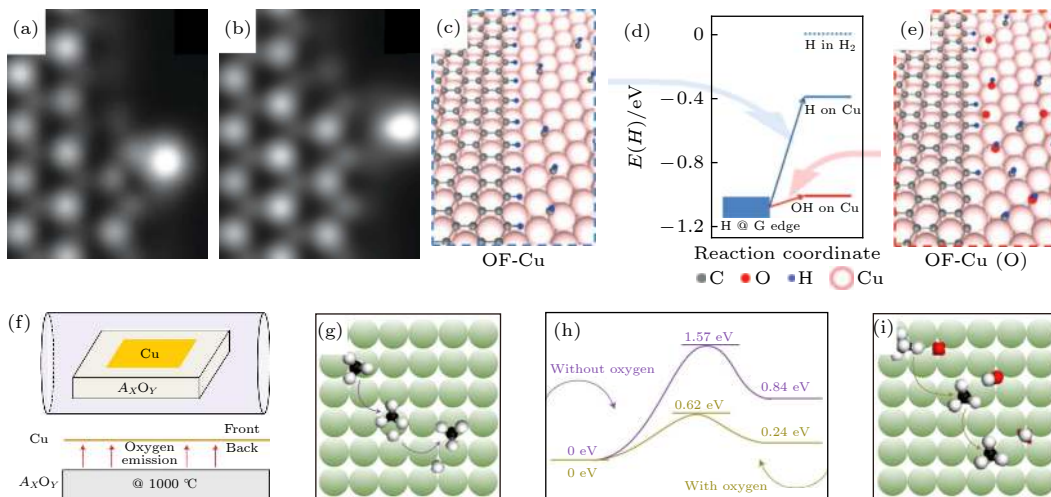 (a)
(b)
(c)
OF-Cu
(d)
E(H)/eV
0
−0.4
−0.8
−1.2
H in H₂
H on Cu
OH on Cu
H @ G edge
Reaction coordinate
C O H Cu
(e)
OF-Cu (O)
(f)
Cu
AₓOᵧ
Cu
Front
Oxygen
emission
Back
AₓOᵧ
@ 1000 ℃
(g)
(h)
1.57 eV
Without oxygen
0.84 eV
0.62 eV
0.24 eV
0 eV
0 eV
With oxygen
(i)